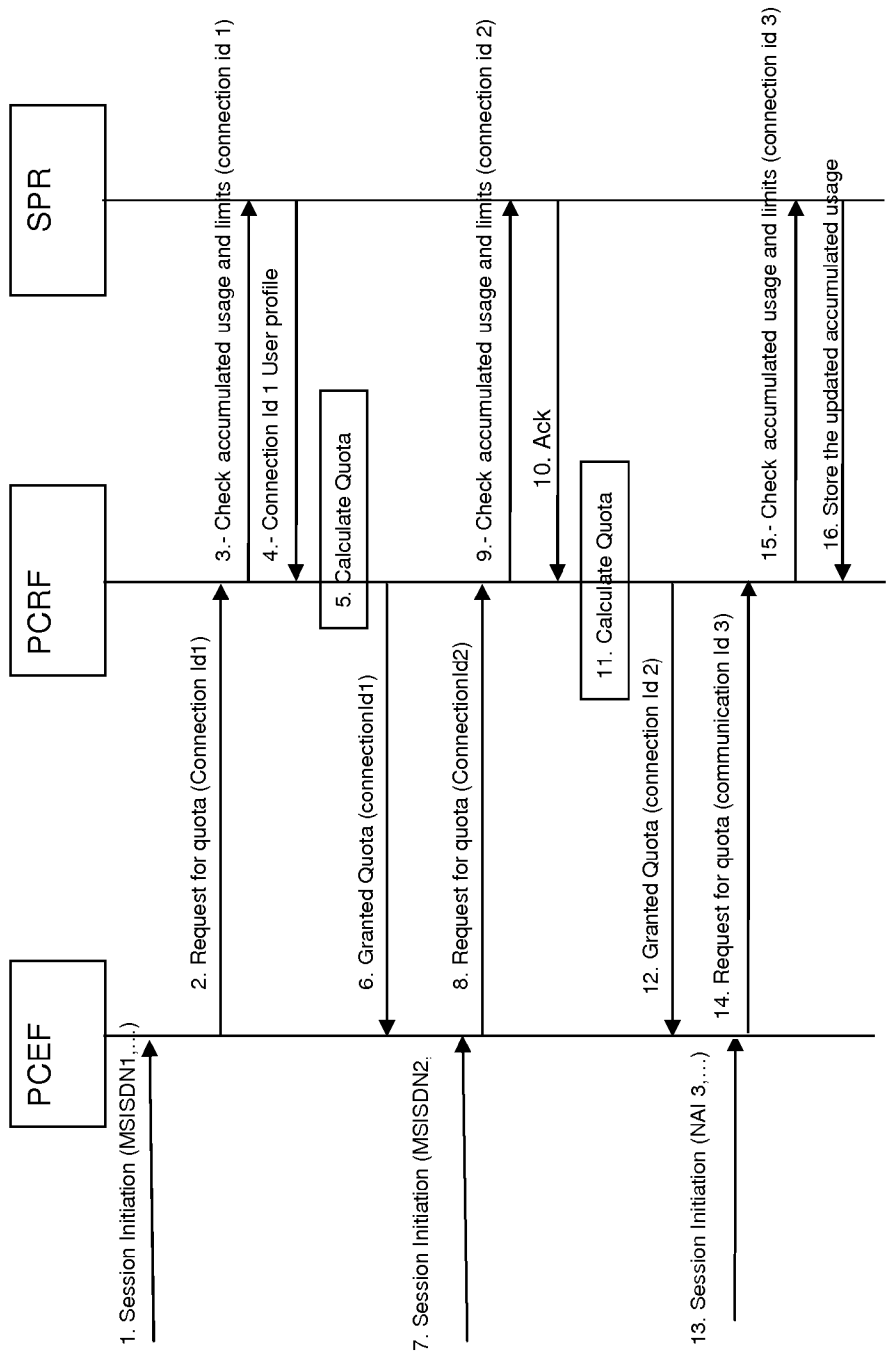 PCEF
PCRF
SPR
1. Session Initiation (MSISDN1,...)
2. Request for quota (Connection Id1)
3.- Check accumulated usage and limits (connection id 1)
4.- Connection Id 1 User profile
5. Calculate Quota
6. Granted Quota (connectionId1)
7. Session Initiation (MSISDN2,
8. Request for quota (ConnectionId2)
9.- Check accumulated usage and limits (connection id 2)
10. Ack
11. Calculate Quota
12. Granted Quota (connection Id 2)
13. Session Initiation (NAI 3,...)
14. Request for quota (communication Id 3)
15.- Check accumulated usage and limits (connection id 3)
16. Store the updated accumulated usage